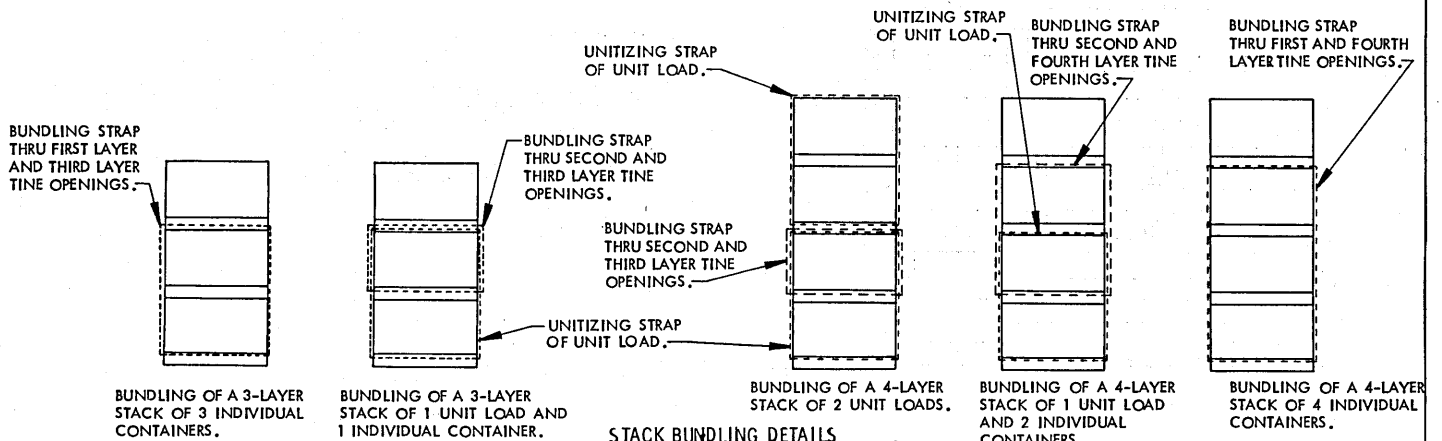 BUNDLING STRAP
THRU FIRST LAYER
AND THIRD LAYER
TINE OPENINGS.
BUNDLING OF A 3-LAYER
STACK OF 3 INDIVIDUAL
CONTAINERS.
BUNDLING STRAP
THRU SECOND AND
THIRD LAYER TINE
OPENINGS.
UNITIZING STRAP
OF UNIT LOAD.
BUNDLING OF A 3-LAYER
STACK OF 1 UNIT LOAD AND
1 INDIVIDUAL CONTAINER.
UNITIZING STRAP
OF UNIT LOAD.
BUNDLING STRAP
THRU SECOND AND
THIRD LAYER TINE
OPENINGS.
BUNDLING OF A 4-LAYER
STACK OF 2 UNIT LOADS.
UNITIZING STRAP
OF UNIT LOAD.
BUNDLING STRAP
THRU SECOND AND
FOURTH LAYER TINE
OPENINGS.
BUNDLING OF A 4-LAYER
STACK OF 1 UNIT LOAD
AND 2 INDIVIDUAL
CONTAINERS
BUNDLING STRAP
THRU FIRST AND FOURTH
LAYER TINE OPENINGS.
BUNDLING OF A 4-LAYER
STACK OF 4 INDIVIDUAL
CONTAINERS.
STACK BUNDLING DETAILS